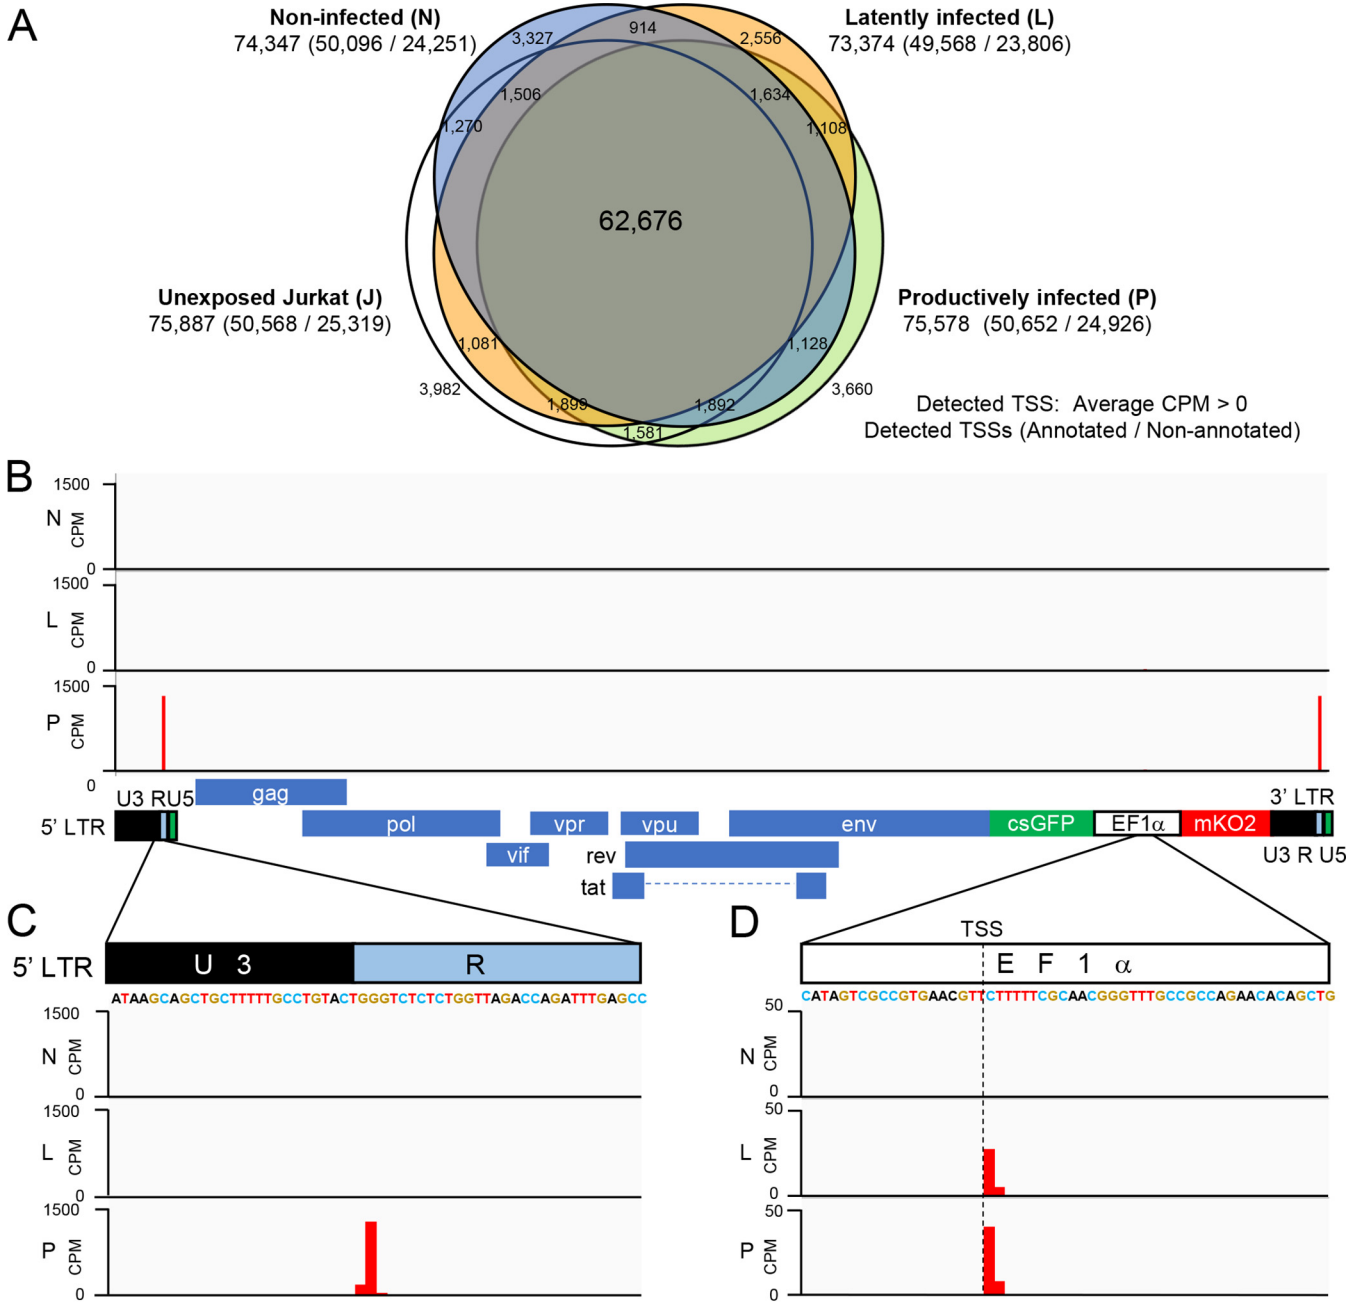 A
Non-infected (N)
74,347 (50,096 / 24,251)
Latently infected (L)
73,374 (49,568 / 23,806)
3,327
914
2,556
1,506
1,634
1,270
1,108
62,676
Unexposed Jurkat (J)
75,887 (50,568 / 25,319)
Productively infected (P)
75,578 (50,652 / 24,926)
1,081
1,128
3,982
3,660
1,899
1,892
1,581
Detected TSS: Average CPM > 0
Detected TSSs (Annotated / Non-annotated)
B
1500
N
CPM
0
1500
L
CPM
0
1500
P
CPM
0
U3 RU5
gag
3' LTR
5' LTR
pol
vpr
vpu
env
csGFP
EF1α
mKO2
vif
rev
U3 R U5
tat
C
5' LTR
U 3
R
ATAAGCAGCTGCTTTTTGCCTGTACTGGGTCTCTCTGGTTAGACCAGATTTGAGCC
1500
N
CPM
0
1500
L
CPM
0
1500
P
CPM
0
D
TSS
E F 1 α
CATAGTCGCCGTGAACGTTCTTTTTCGCAACGGGTTTGCCGCCAGAACACAGCTG
50
N
CPM
0
50
L
CPM
0
50
P
CPM
0